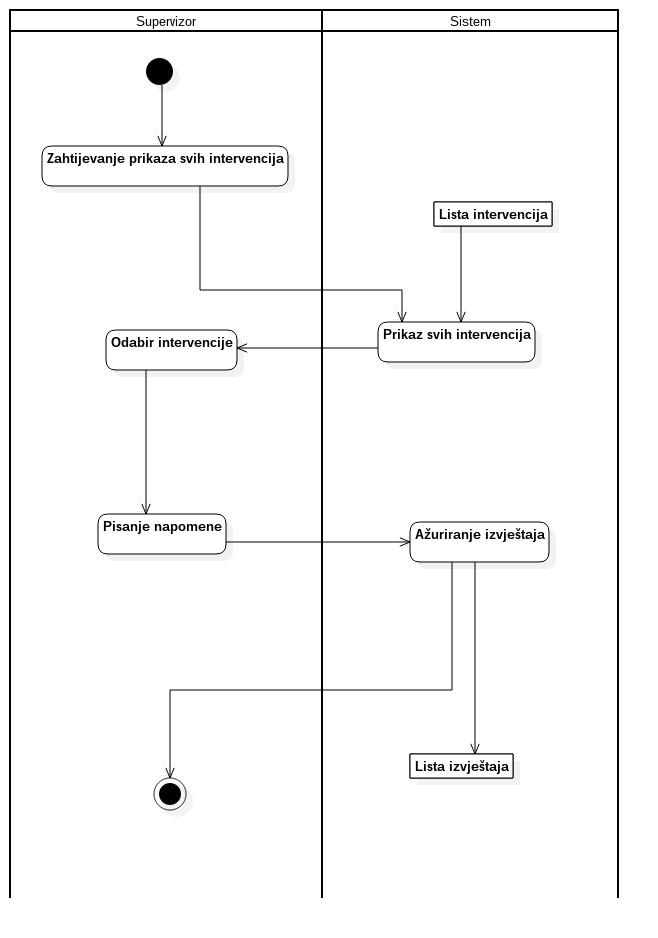 Supervizor
Sistem
Zahtijevanje prikaza svih intervencija
Lista intervencija
Odabir intervencije
Prikaz svih intervencija
Pisanje napomene
Ažuriranje izvještaja
Lista izvještaja